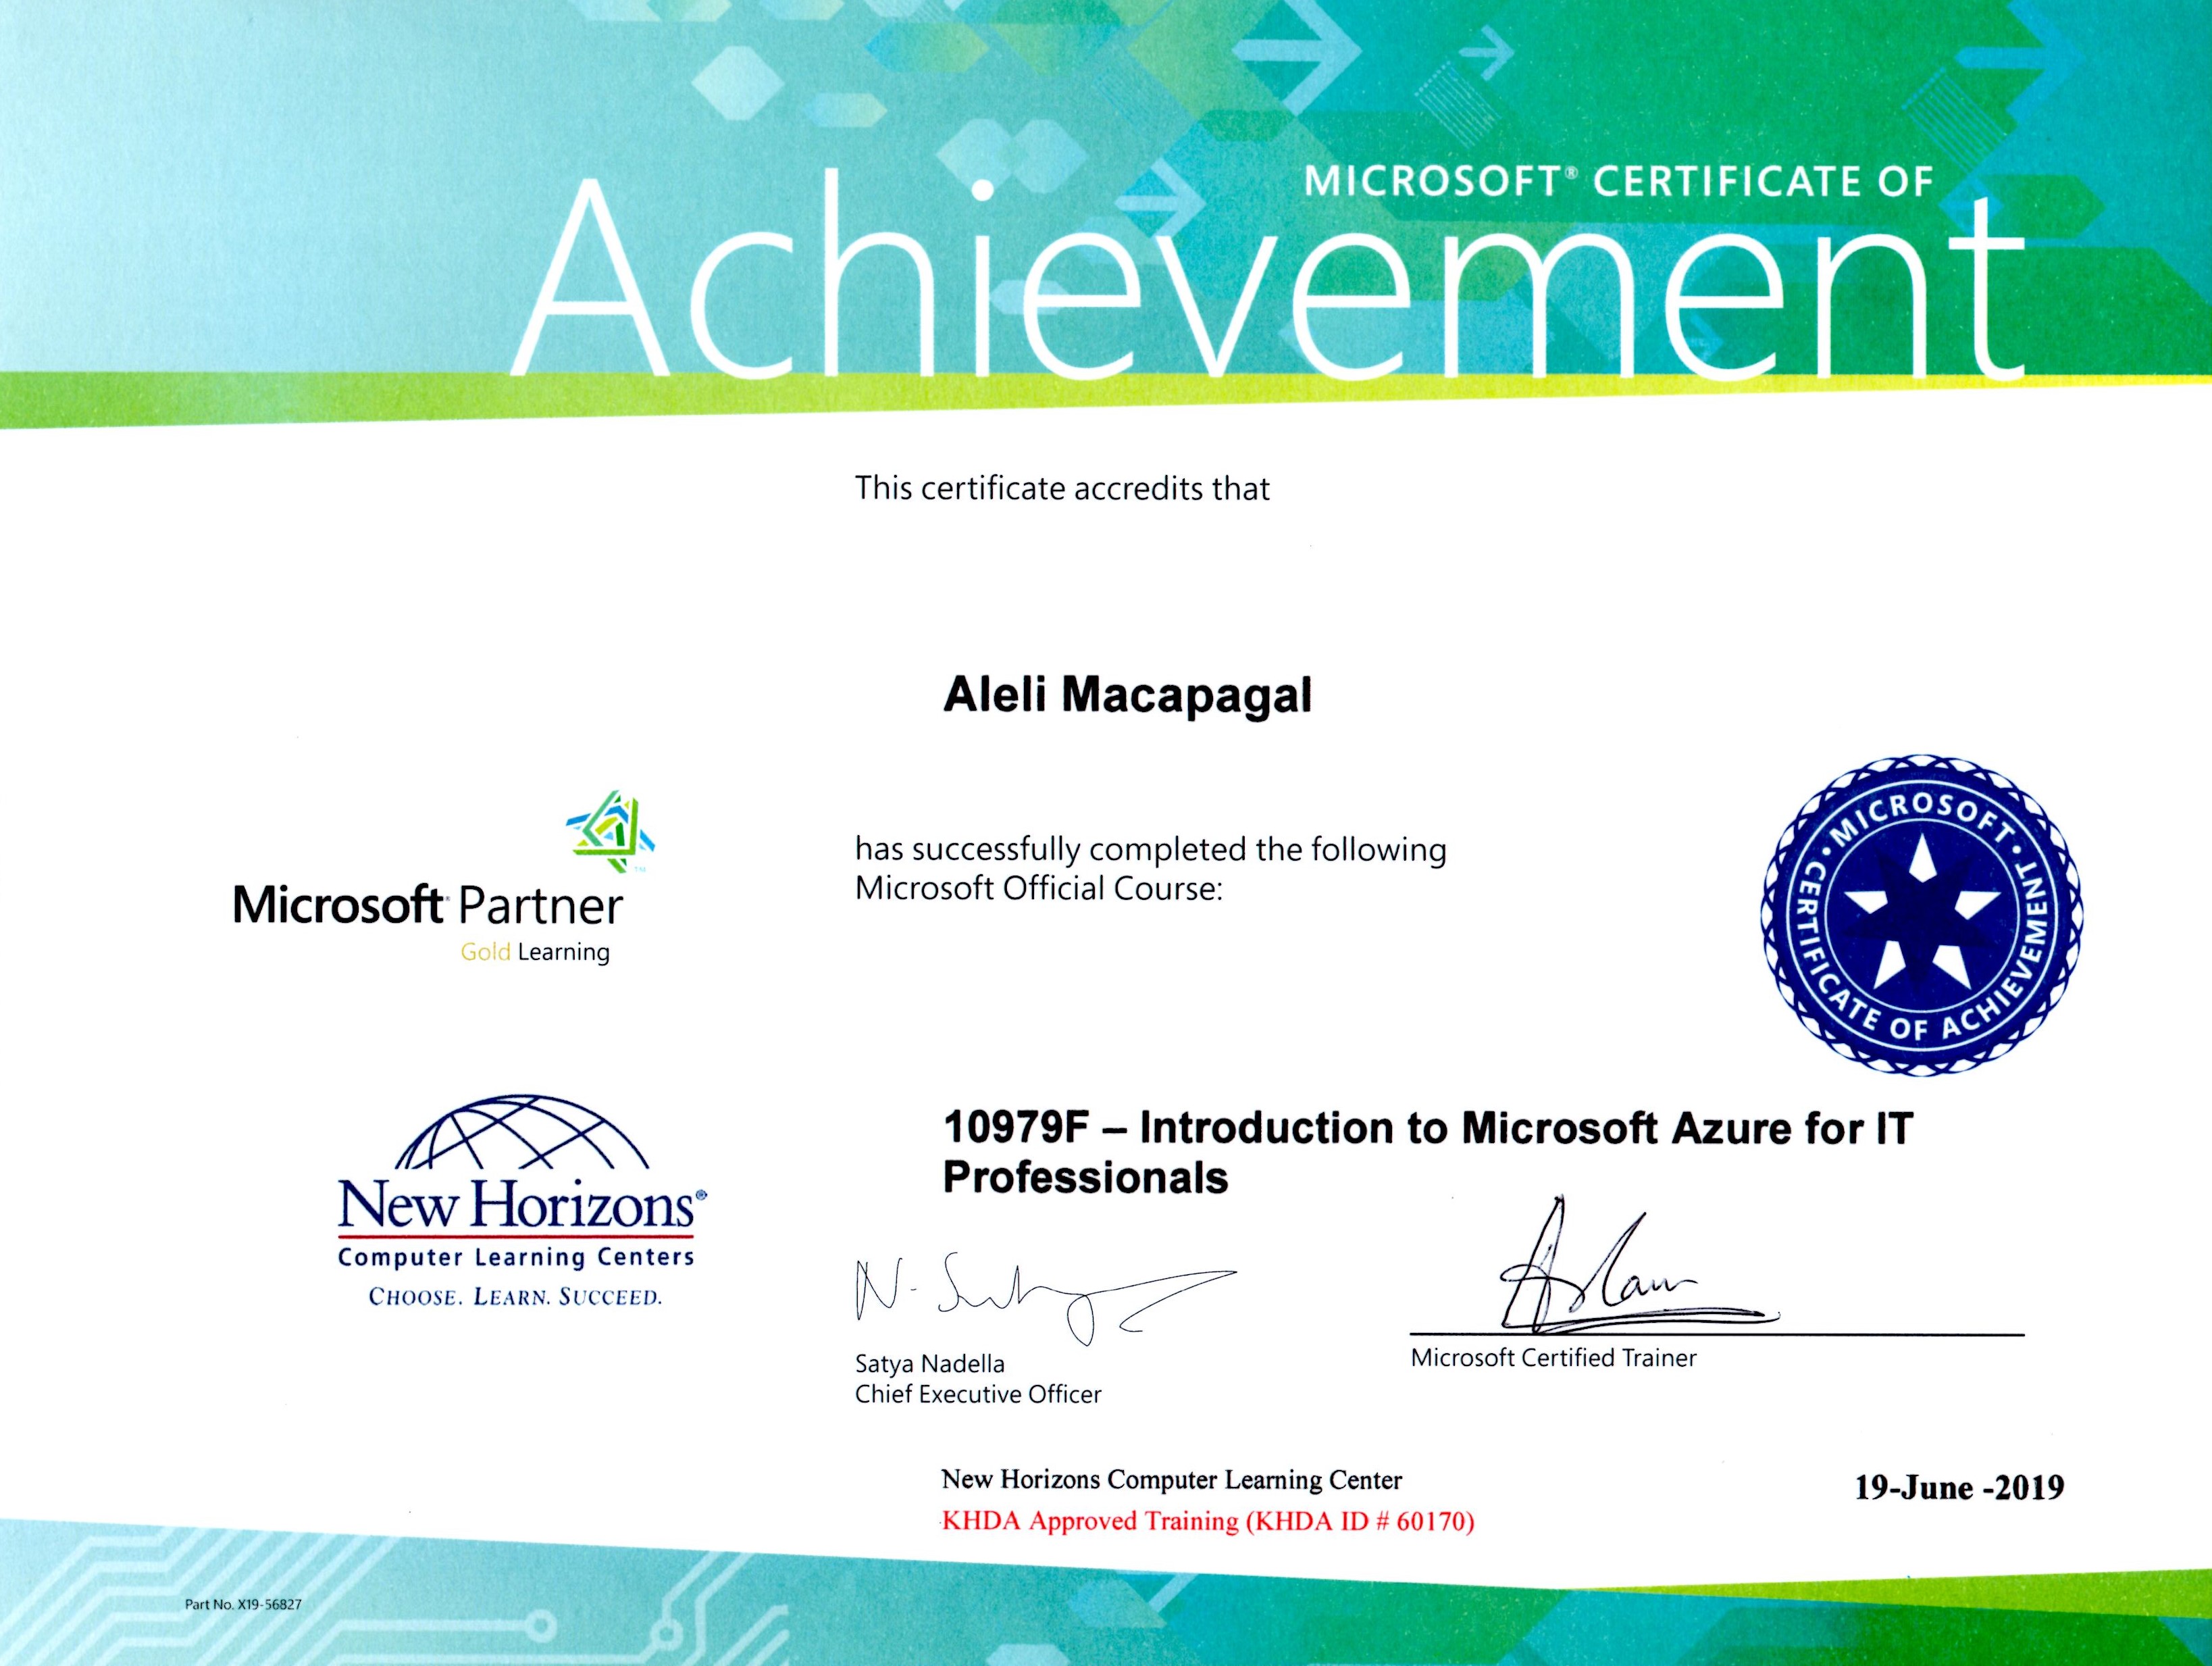 MICROSOFT® CERTIFICATE OF
Achievement
This certificate accredits that
Aleli Macapagal
Microsoft Partner
Gold Learning
has successfully completed the following
Microsoft Official Course:
MICROSOFT · CERTIFICATE OF ACHIEVEMENT ·
New Horizons®
Computer Learning Centers
CHOOSE. LEARN. SUCCEED.
10979F – Introduction to Microsoft Azure for IT
Professionals
Satya Nadella
Chief Executive Officer
Microsoft Certified Trainer
New Horizons Computer Learning Center
KHDA Approved Training (KHDA ID # 60170)
19-June -2019
Part No. X19-56827